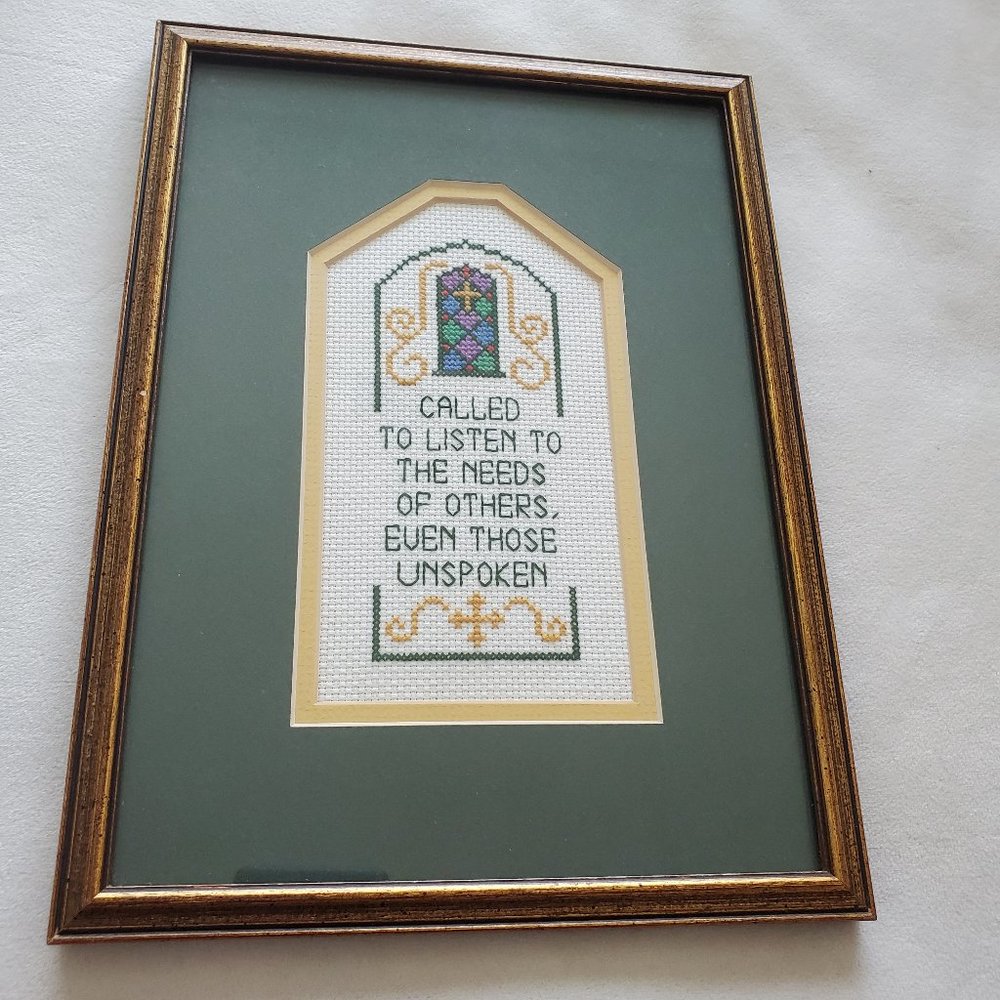 CALLED
TO LISTEN TO
THE NEEDS
OF OTHERS,
EVEN THOSE
UNSPOKEN